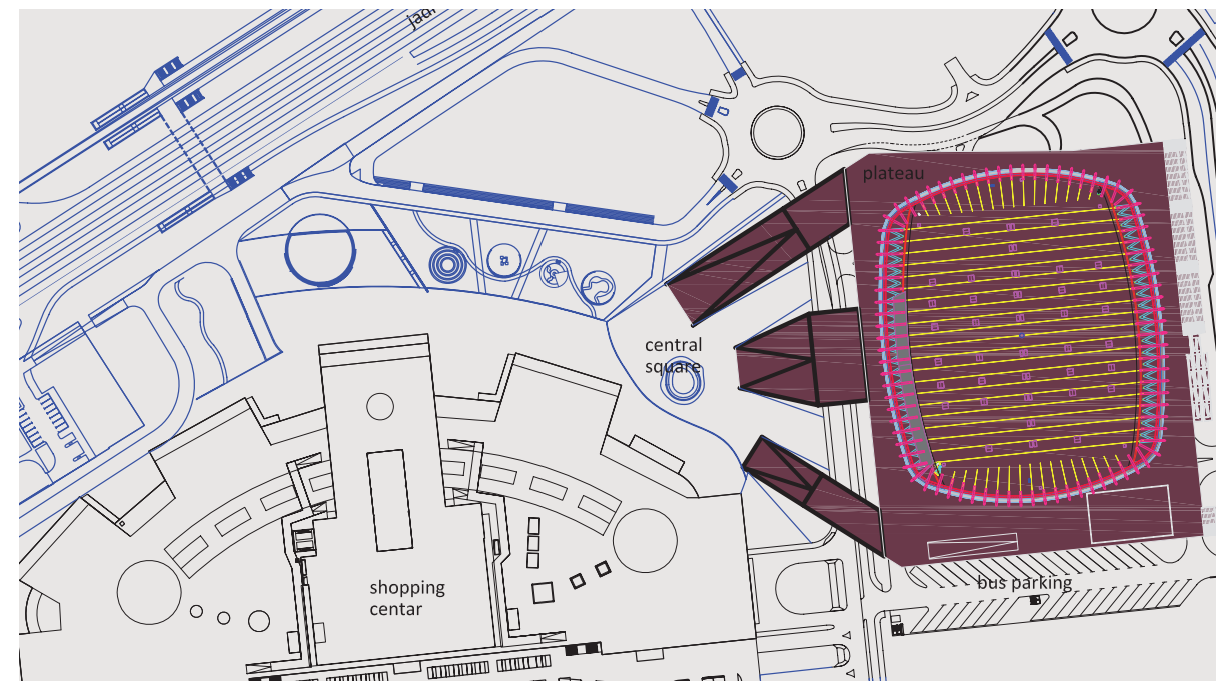 plateau
central
square
shopping
centar
bus parking